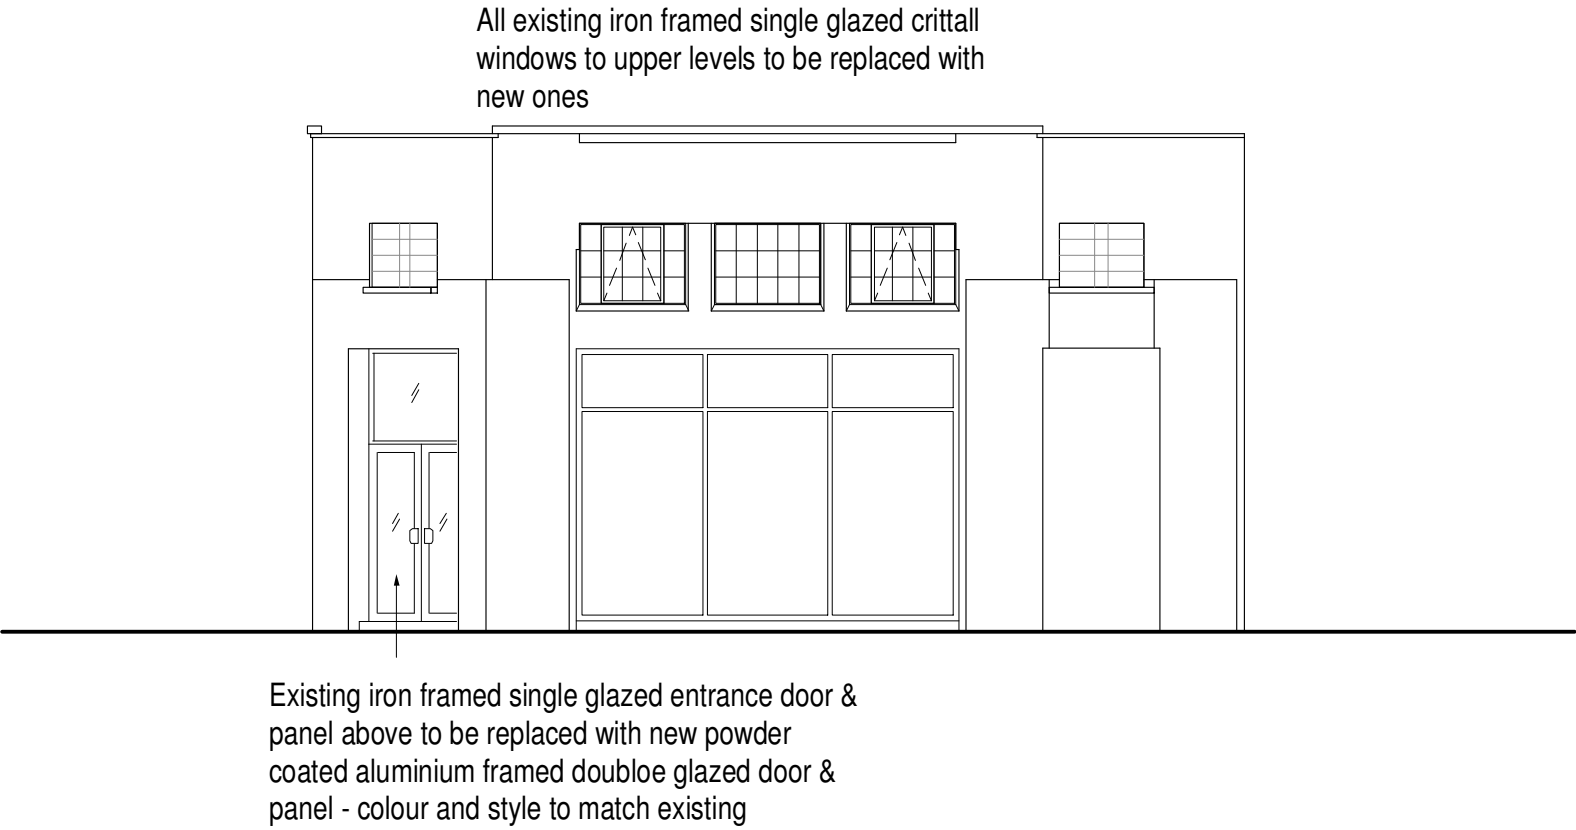 All existing iron framed single glazed crittall
windows to upper levels to be replaced with
new ones
Existing iron framed single glazed entrance door &
panel above to be replaced with new powder
coated aluminium framed doubloe glazed door &
panel - colour and style to match existing